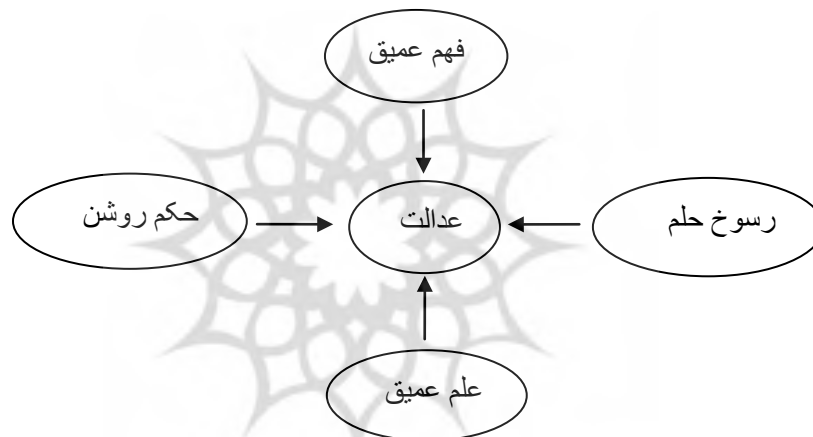 فهم عمیق
رسوخ حلم
عدالت
حکم روشن
علم عمیق